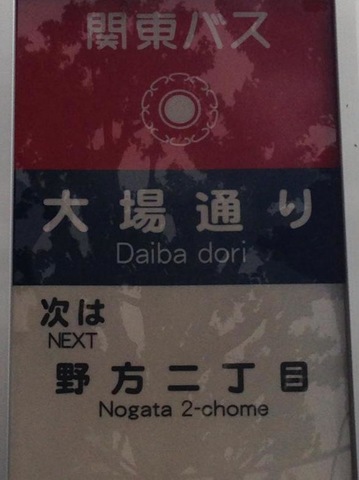 関東バス
大場通り
Daiba dori
次は
NEXT
野方二丁目
Nogata 2-chome